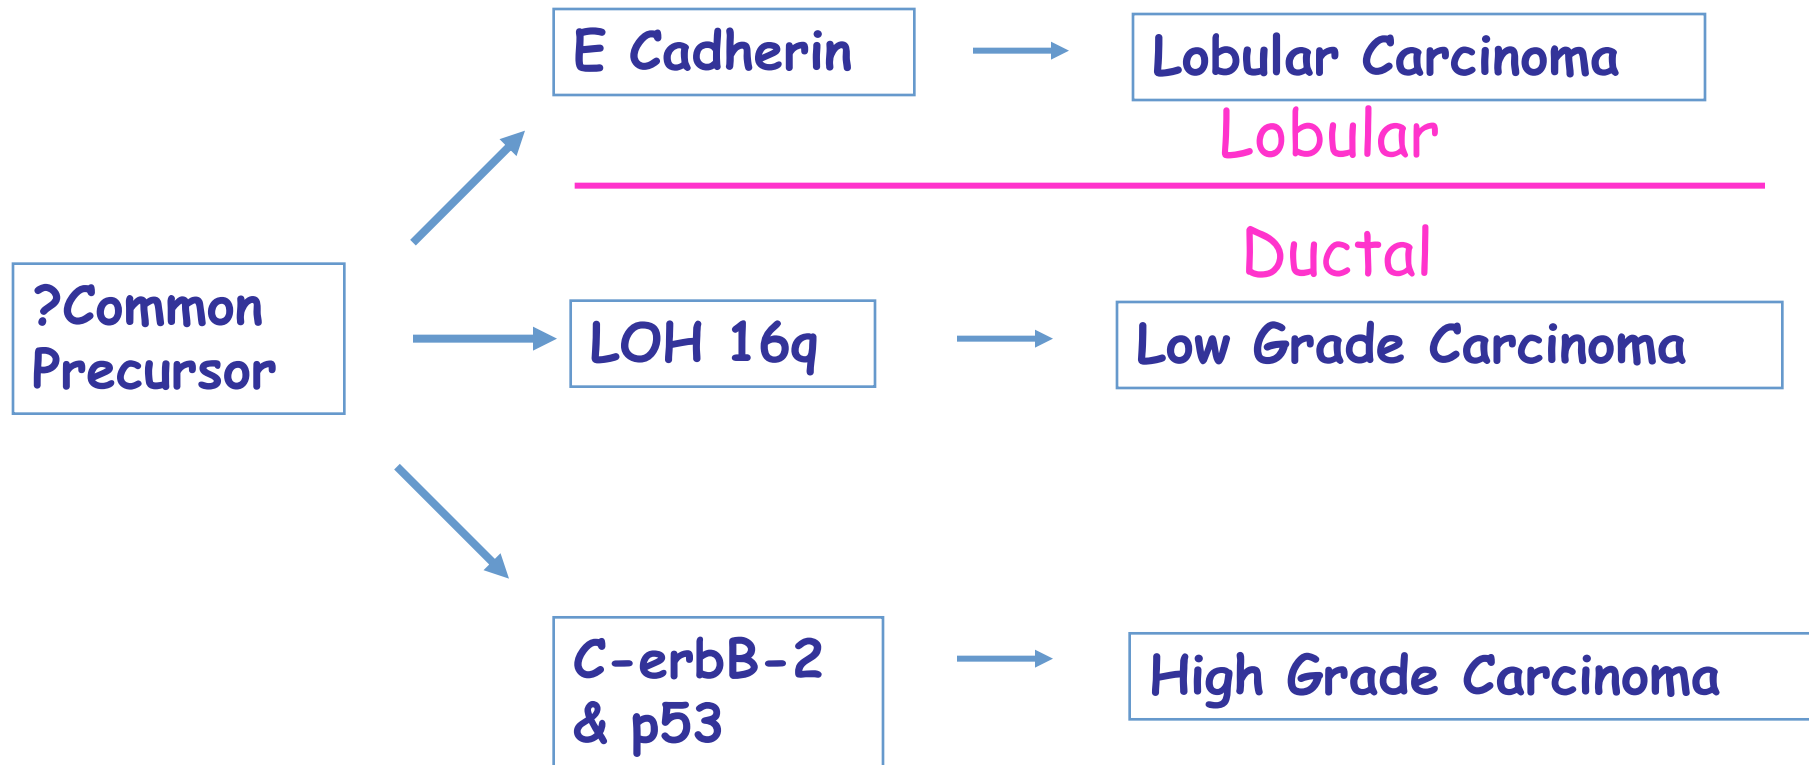 E Cadherin
Lobular Carcinoma
Lobular
Ductal
?Common
Precursor
LOH 16q
Low Grade Carcinoma
C-erbB-2
& p53
High Grade Carcinoma